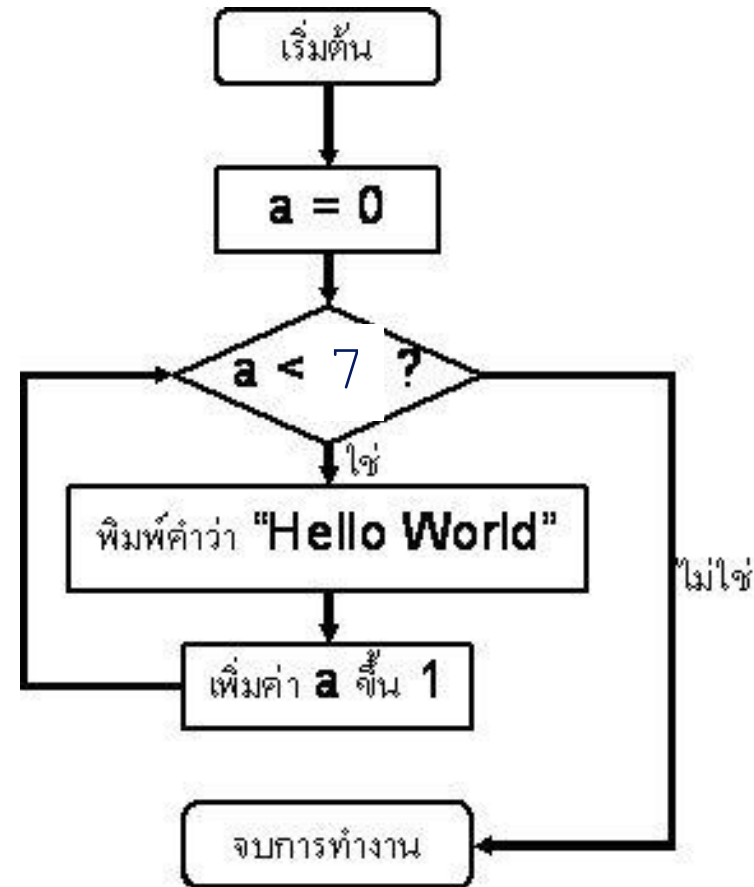 เริ่มต้น
a = 0
a < 7 ?
ใช่
พิมพ์คำว่า "Hello World"
ไม่ใช่
เพิ่มค่า a ขึ้น 1
จบการทำงาน